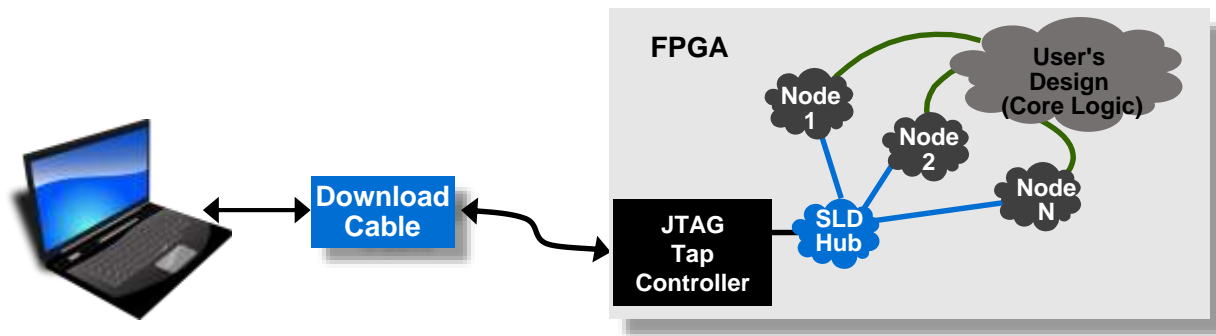 FPGA
User's
Design
(Core Logic)
Node
1
Node
2
Node
N
Download
Cable
SLD
Hub
JTAG
Tap
Controller